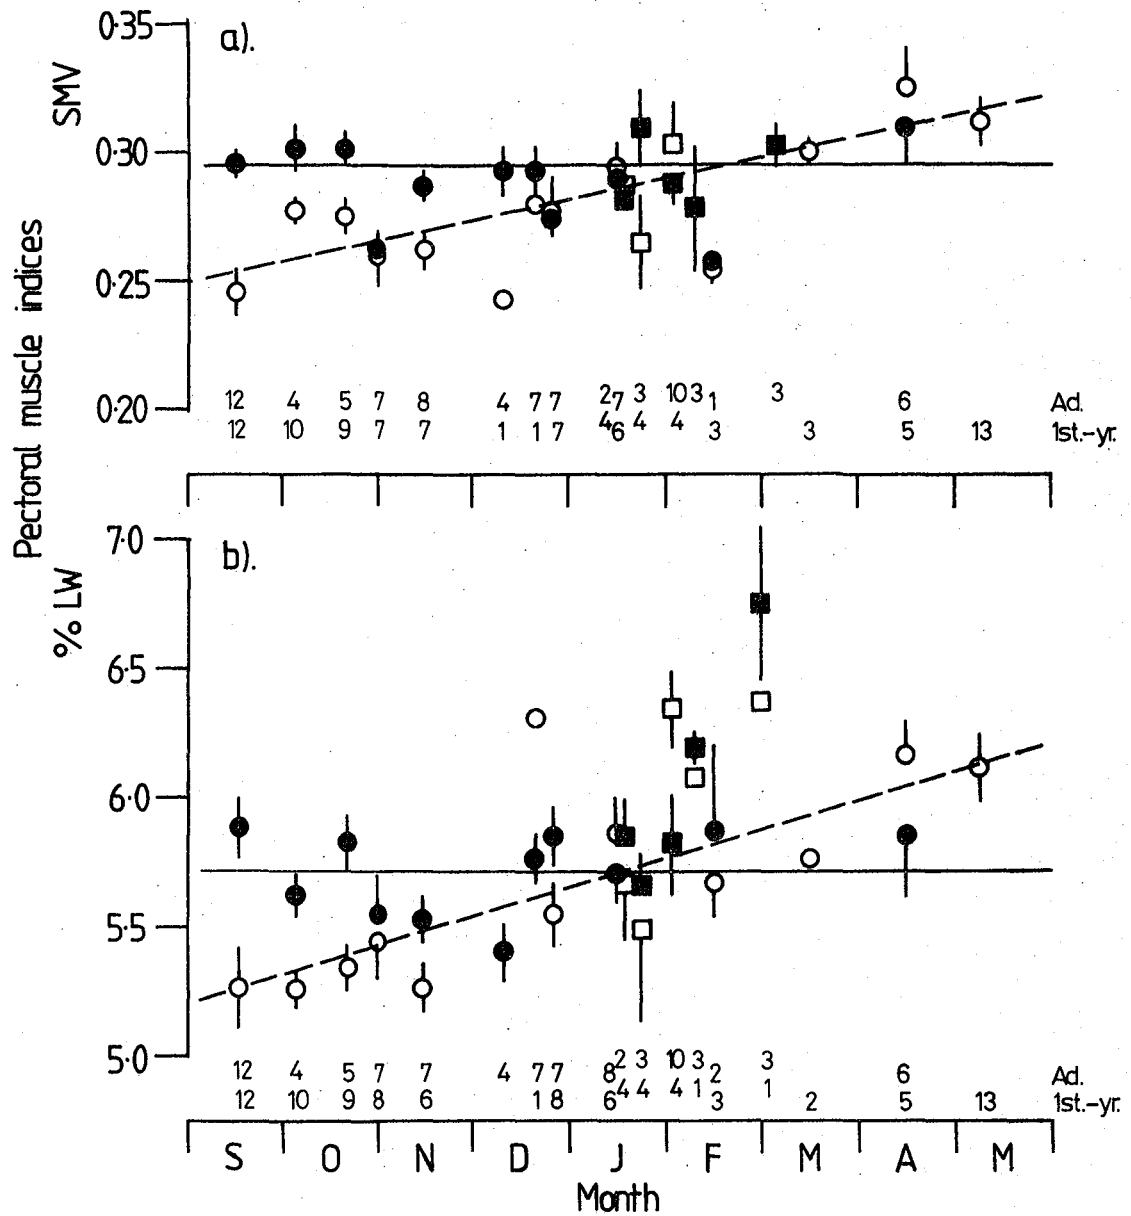 Pectoral muscle indices
SMV
a).
0·35
0·30
0·25
0·20
12 4 5 7 8 4 7 7 2 7 3 10 3 1 3 6 Ad.
12 10 9 7 7 1 1 7 4 6 4 4 3 3 5 13 1st.-yr.
% LW
b).
7·0
6·5
6·0
5·5
5·0
12 4 5 7 7 4 7 7 8 2 3 10 3 2 3 6 Ad.
12 10 9 8 6 1 8 6 4 4 4 1 3 1 2 5 13 1st.-yr.
S O N D J F M A M
Month